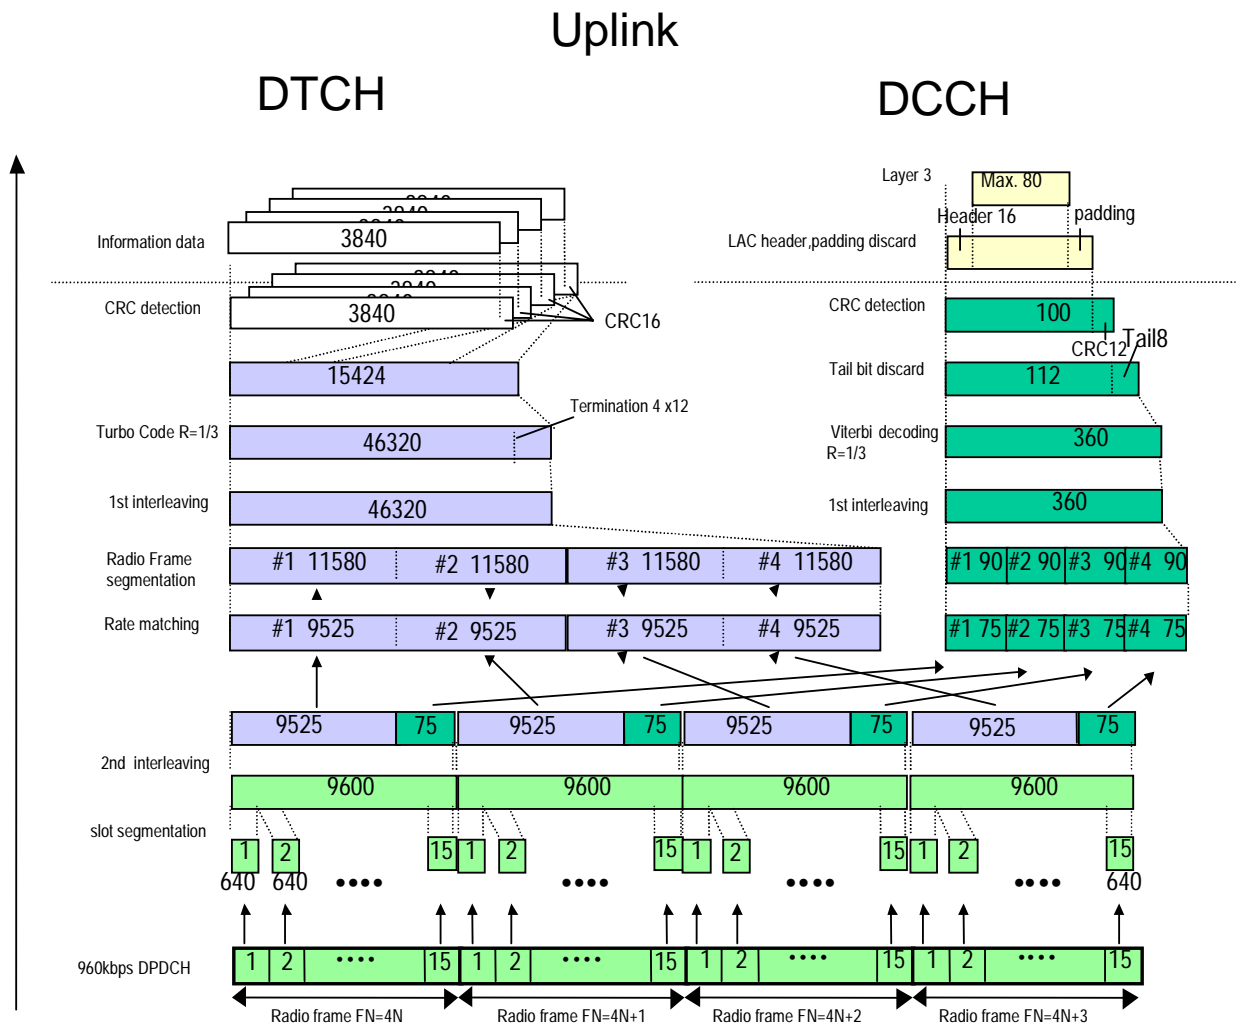 Uplink
DTCH
DCCH
Layer 3
Max. 80
Header 16
padding
Information data
3840
LAC header,padding discard
CRC detection
3840
CRC16
CRC detection
100
CRC12
Tail8
15424
Tail bit discard
112
Termination 4 x12
Turbo Code R=1/3
46320
Viterbi decoding
R=1/3
360
1st interleaving
46320
1st interleaving
360
Radio Frame
segmentation
#1 11580
#2 11580
#3 11580
#4 11580
#1 90
#2 90
#3 90
#4 90
Rate matching
#1 9525
#2 9525
#3 9525
#4 9525
#1 75
#2 75
#3 75
#4 75
9525
75
9525
75
9525
75
9525
75
2nd interleaving
9600
9600
9600
9600
slot segmentation
1
2
15
1
2
15
1
2
15
1
2
15
640
640
••••
••••
••••
••••
640
960kbps DPDCH
1
2
••••
15
1
2
••••
15
1
2
••••
15
1
2
••••
15
Radio frame FN=4N
Radio frame FN=4N+1
Radio frame FN=4N+2
Radio frame FN=4N+3